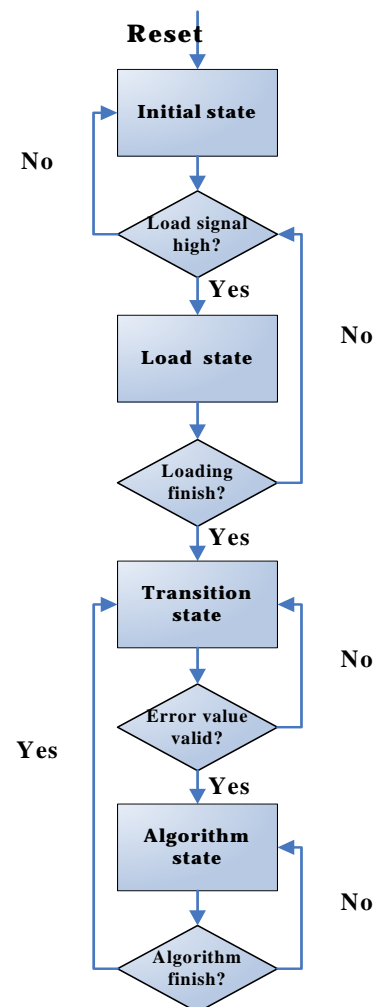 Reset
Initial state
No
Load signal
high?
Yes
No
Load state
Loading
finish?
Yes
Transition
state
No
Error value
valid?
Yes
Yes
Algorithm
state
No
Algorithm
finish?